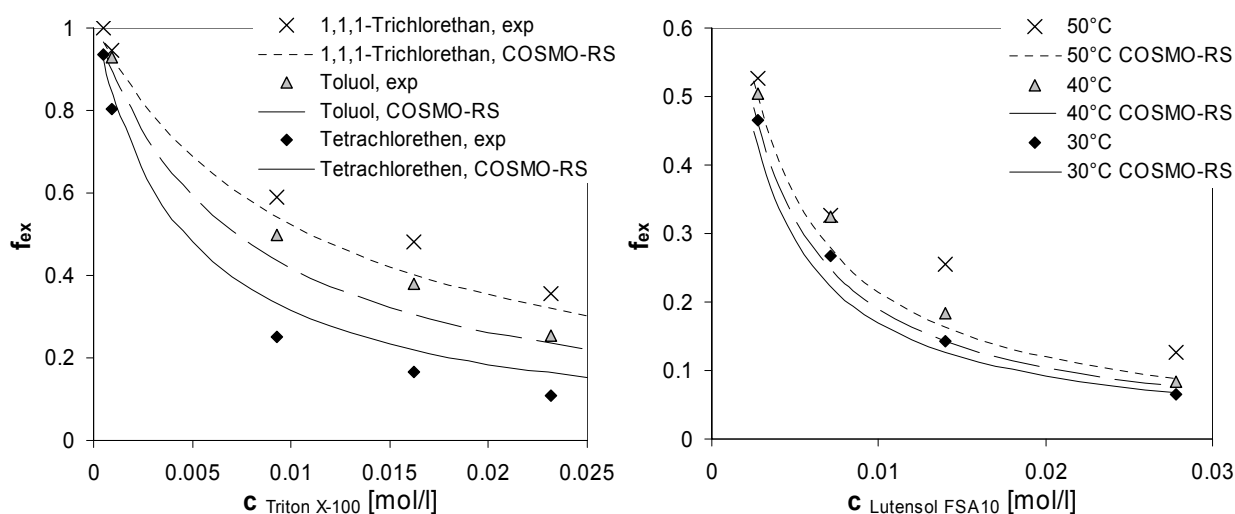 1,1,1-Trichlorethan, exp
1,1,1-Trichlorethan, COSMO-RS
Toluol, exp
Toluol, COSMO-RS
Tetrachlorethen, exp
Tetrachlorethen, COSMO-RS
1
0.8
0.6
0.4
0.2
0
fex
0
0.005
0.01
0.015
0.02
0.025
c Triton X-100 [mol/l]
50°C
50°C COSMO-RS
40°C
40°C COSMO-RS
30°C
30°C COSMO-RS
0.6
0.5
0.4
0.3
0.2
0.1
0
fex
0
0.01
0.02
0.03
c Lutensol FSA10 [mol/l]